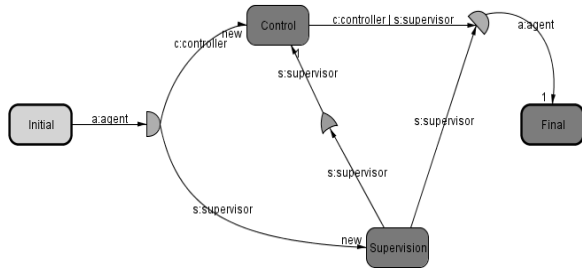 Control
new
c:controller | s:supervisor
a:agent
c:controller
1
s:supervisor
Initial
a:agent
1
Final
s:supervisor
s:supervisor
s:supervisor
new
Supervision